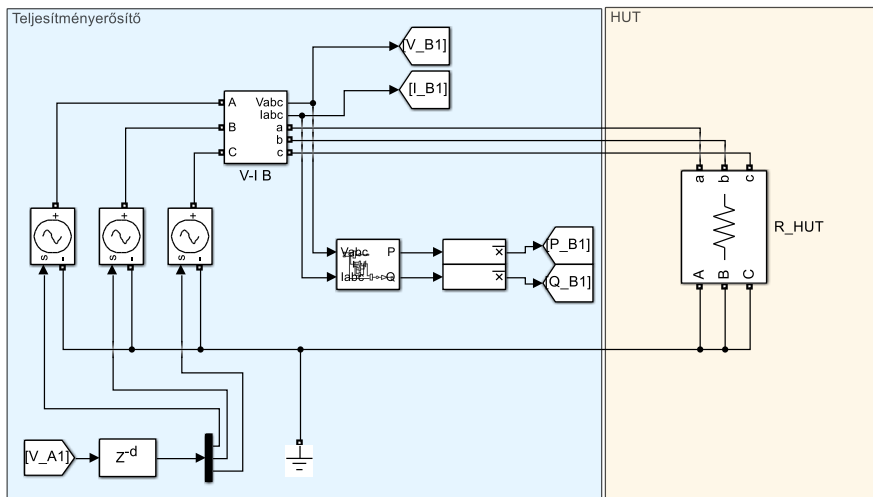 Teljesítményerősítő
HUT
[V_B1]
[I_B1]
A
B
C
Vabc
Iabc
a
b
c
V-I B
+
+
+
s
-
s
-
s
-
Vabc
Iabc
P
Q
x
x
[P_B1]
[Q_B1]
a
b
c
R_HUT
A
B
C
[V_A1]
Z-d